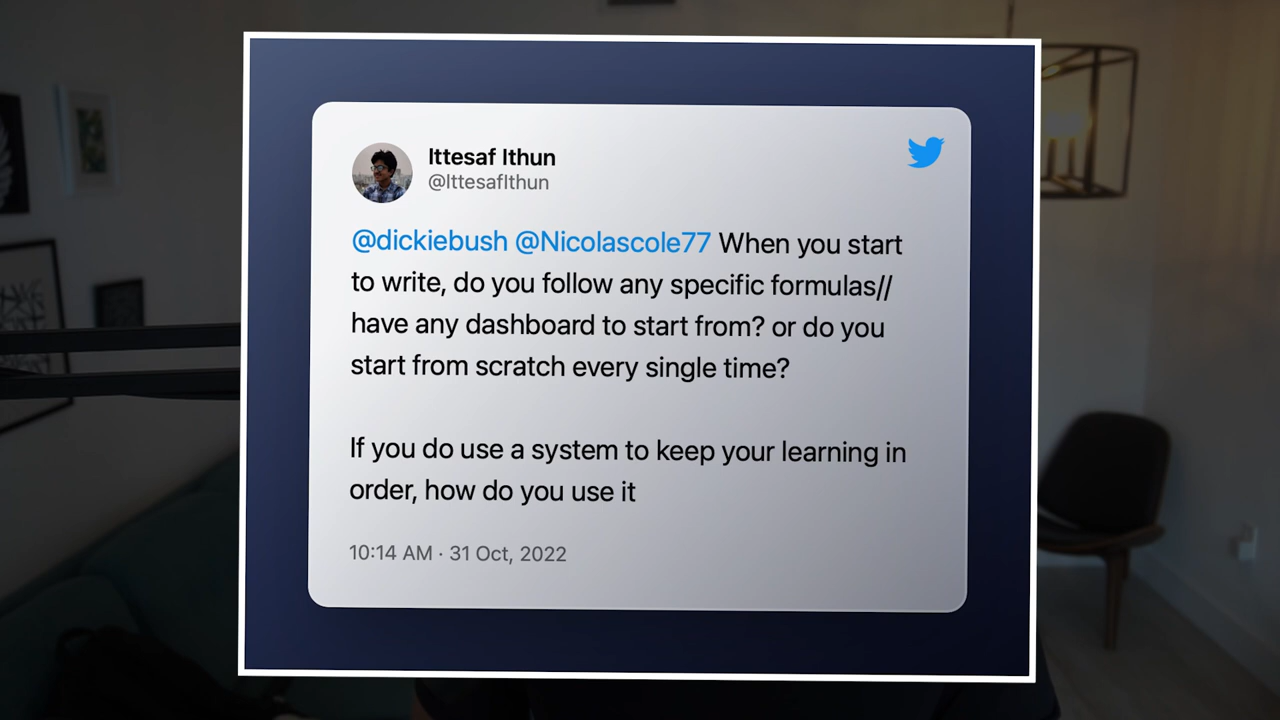 Ittesaf Ithun
@IttesafIthun
@dickiebush @Nicolascole77 When you start
to write, do you follow any specific formulas//
have any dashboard to start from? or do you
start from scratch every single time?
If you do use a system to keep your learning in
order, how do you use it
10:14 AM · 31 Oct, 2022